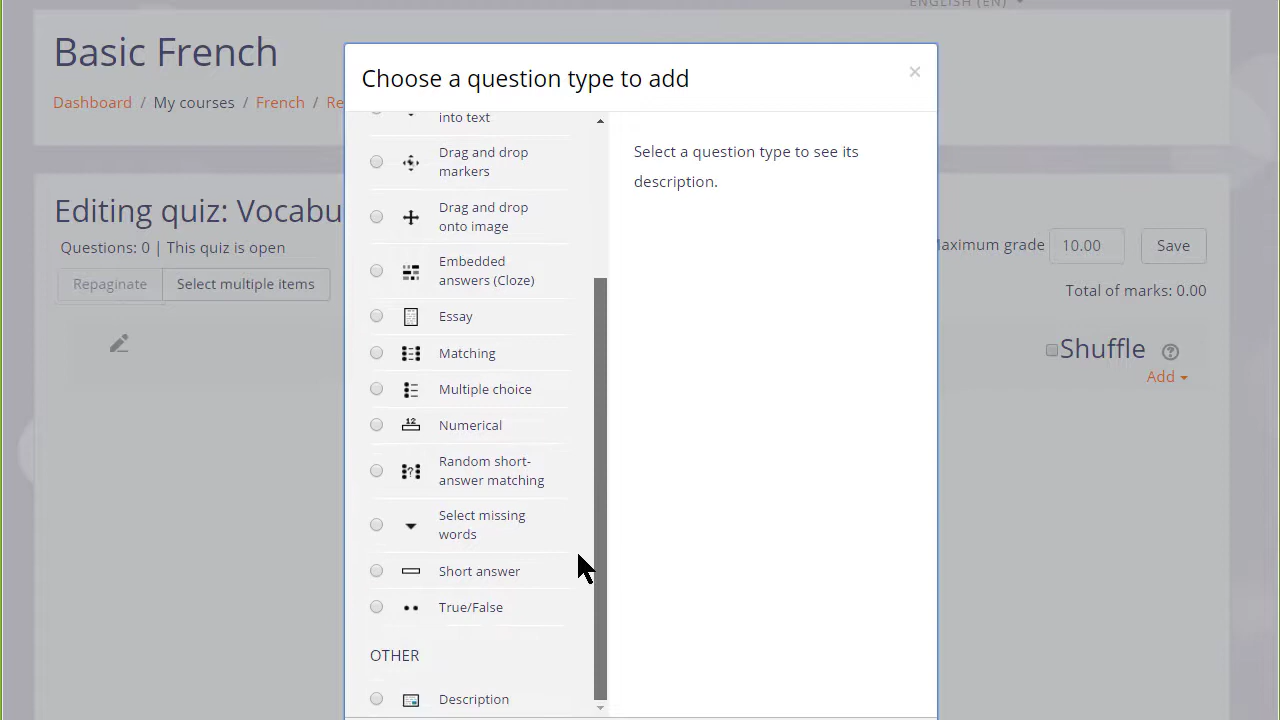 ENGLISH (EN)
Basic French
Dashboard / My courses / French / Re
Choose a question type to add
×
into text
Drag and drop
markers
Drag and drop
onto image
Embedded
answers (Cloze)
Essay
Matching
Multiple choice
12
Numerical
?
Random short-
answer matching
Select missing
words
Short answer
True/False
OTHER
Description
Select a question type to see its
description.
Editing quiz: Vocabu
Questions: 0 | This quiz is open
Repaginate
Select multiple items
Maximum grade 10.00 Save
Total of marks: 0.00
Shuffle ?
Add